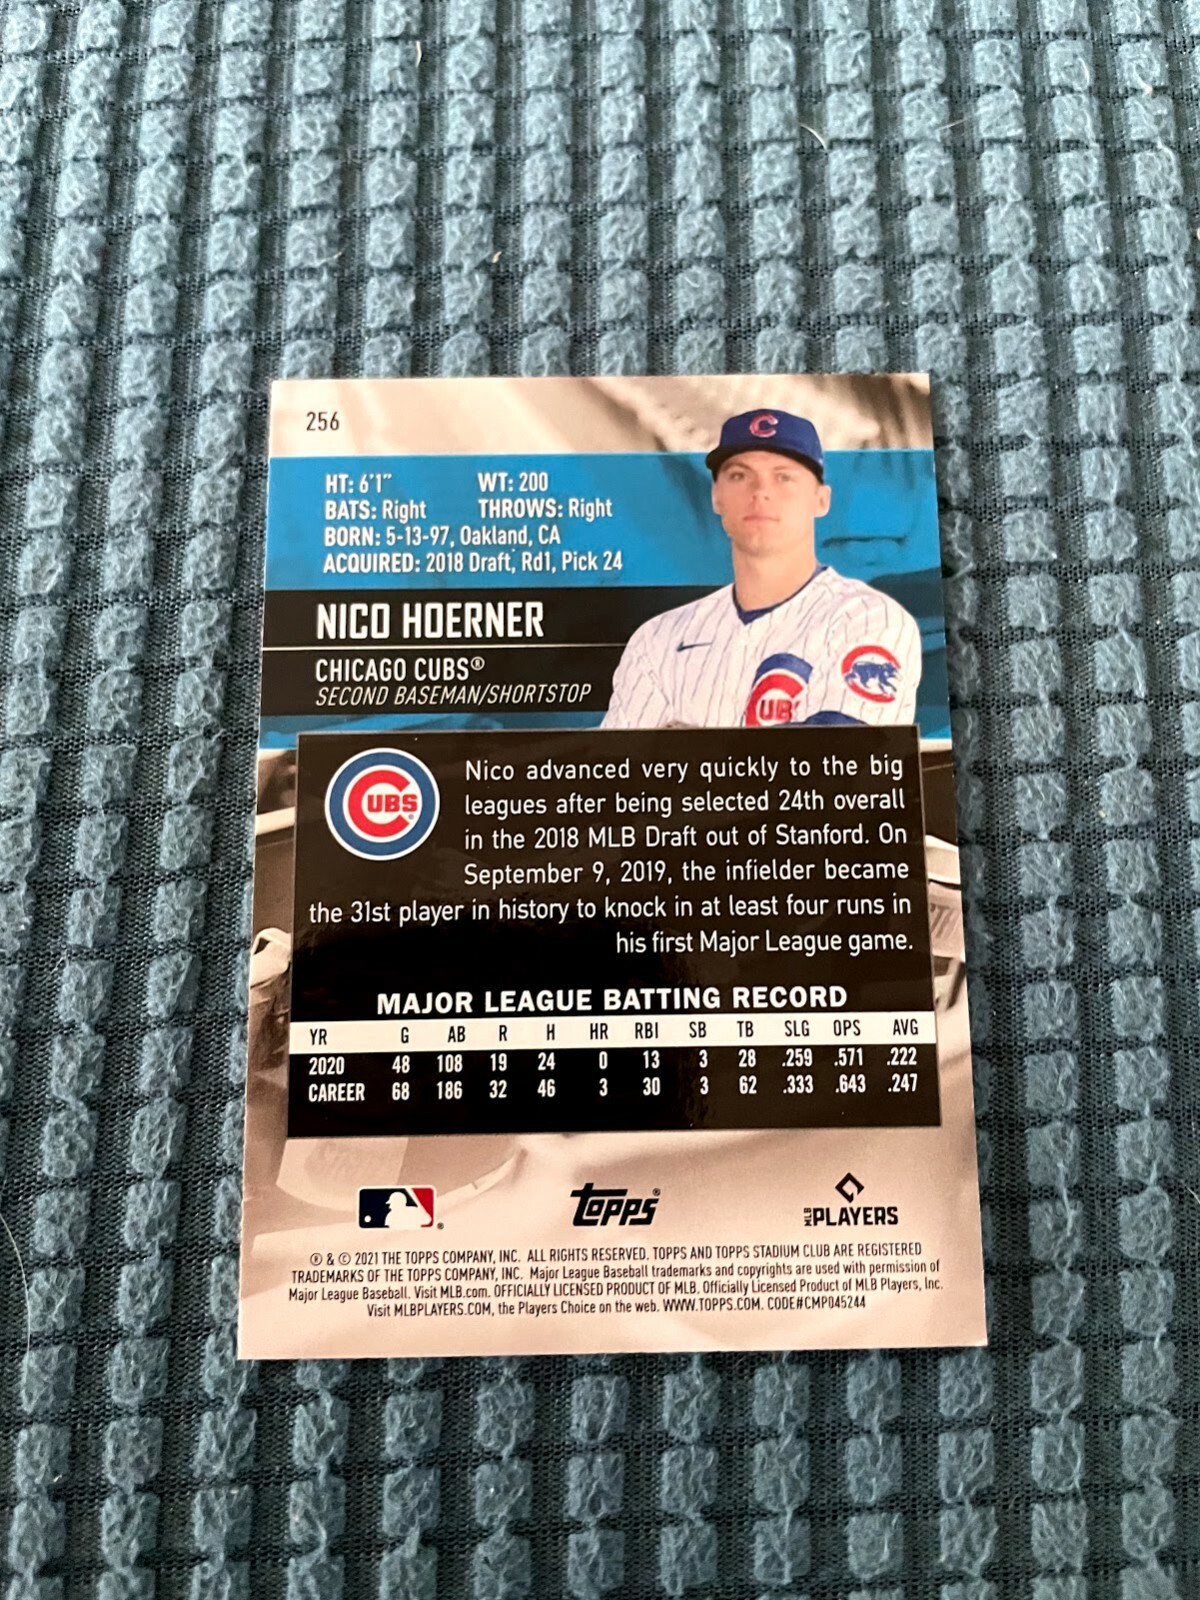 256
HT: 6'1" WT: 200
BATS: Right THROWS: Right
BORN: 5-13-97, Oakland, CA
ACQUIRED: 2018 Draft, Rd1, Pick 24
NICO HOERNER
CHICAGO CUBS®
SECOND BASEMAN/SHORTSTOP
C
CUBS
CUBS®
Nico advanced very quickly to the big
leagues after being selected 24th overall
in the 2018 MLB Draft out of Stanford. On
September 9, 2019, the infielder became
the 31st player in history to knock in at least four runs in
his first Major League game.
MAJOR LEAGUE BATTING RECORD
YR G AB R H HR RBI SB TB SLG OPS AVG
2020 48 108 19 24 0 13 3 28 .259 .571 .222
CAREER 68 186 32 46 3 30 3 62 .333 .643 .247
®
Topps®
MLB PLAYERS
® & © 2021 THE TOPPS COMPANY, INC. ALL RIGHTS RESERVED. TOPPS AND TOPPS STADIUM CLUB ARE REGISTERED
TRADEMARKS OF THE TOPPS COMPANY, INC. Major League Baseball trademarks and copyrights are used with permission of
Major League Baseball. Visit MLB.com. OFFICIALLY LICENSED PRODUCT OF MLB. Officially Licensed Product of MLB Players, Inc.
Visit MLBPLAYERS.COM, the Players Choice on the web. WWW.TOPPS.COM. CODE#CMP045244